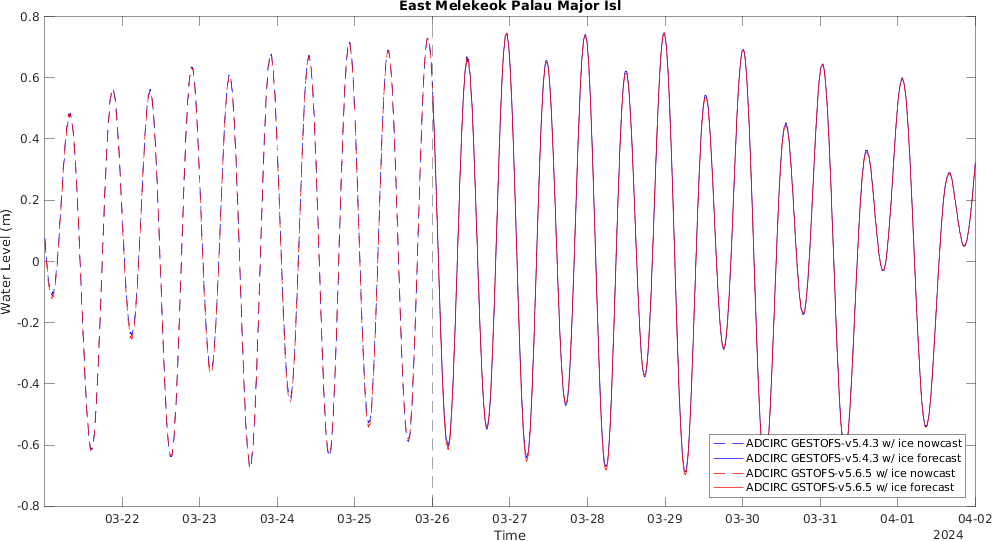 East Melekeok Palau Major Isl
0.8
0.6
0.4
0.2
0
-0.2
-0.4
-0.6
-0.8
Water Level (m)
ADCIRC GESTOFS-v5.4.3 w/ ice nowcast
ADCIRC GESTOFS-v5.4.3 w/ ice forecast
ADCIRC GSTOFS-v5.6.5 w/ ice nowcast
ADCIRC GSTOFS-v5.6.5 w/ ice forecast
03-22 03-23 03-24 03-25 03-26 03-27 03-28 03-29 03-30 03-31 04-01 04-02
Time
2024